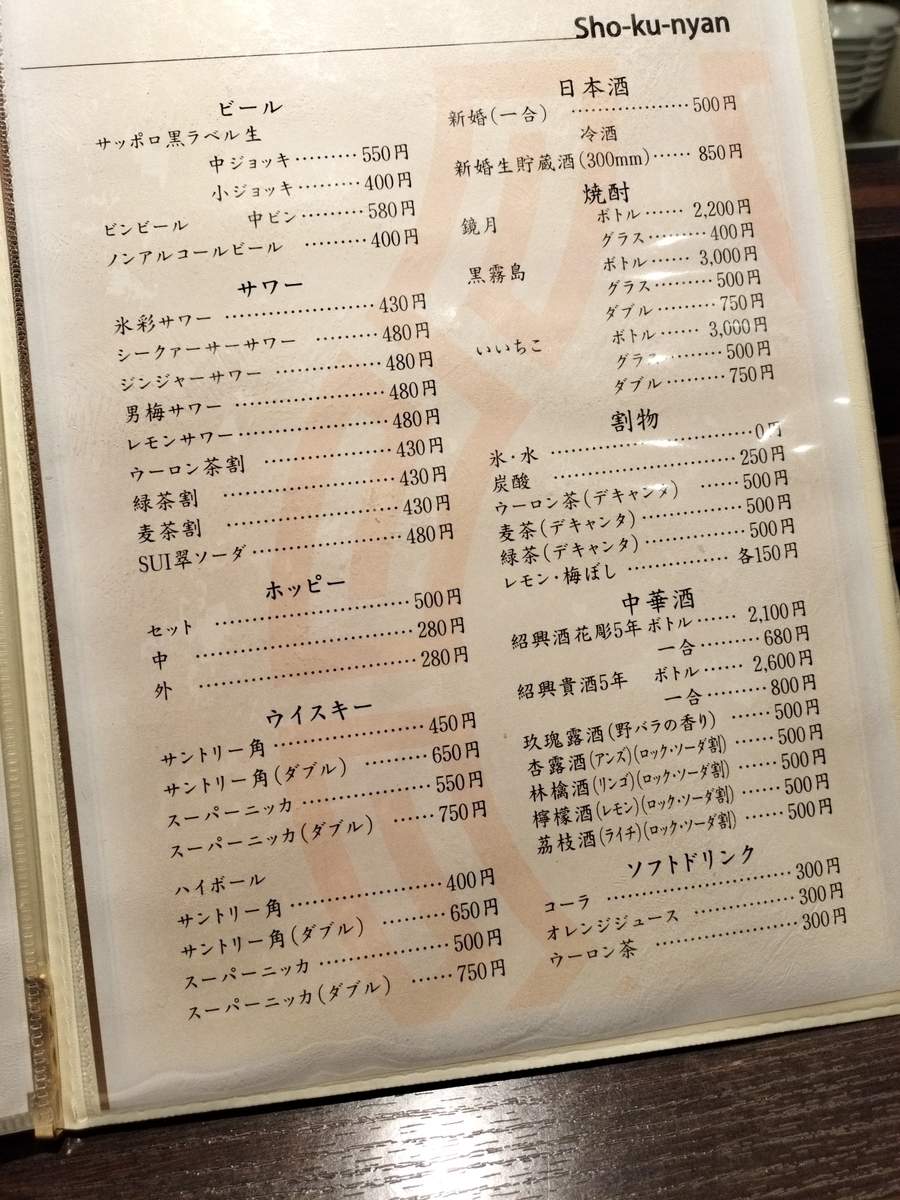 Sho-ku-nyan
ビール
サッポロ黒ラベル生
中ジョッキ………550円
小ジョッキ………400円
ビンビール 中ビン………580円
ノンアルコールビール ………400円
サワー
氷彩サワー ………430円
シークァーサーサワー ………480円
ジンジャーサワー ………480円
男梅サワー ………480円
レモンサワー………480円
ウーロン茶割 ………430円
緑茶割 ………430円
麦茶割 ………430円
SUI翠ソーダ………480円
ホッピー
セット ………500円
中 ………280円
外 ………280円
ウイスキー
サントリー角………450円
サントリー角(ダブル) ………650円
スーパーニッカ ………550円
スーパーニッカ(ダブル) ……750円
ハイボール
サントリー角 ………400円
サントリー角(ダブル) ………650円
スーパーニッカ ………500円
スーパーニッカ(ダブル) ……750円
日本酒
新婚(一合) ………500円
冷酒
新婚生貯蔵酒(300mm)……850円
焼酎
鏡月 ボトル……2,200円
グラス………400円
黒霧島 ボトル……3,000円
グラス………500円
ダブル………750円
いいちこ ボトル……3,000円
グラス………500円
ダブル………750円
割物
氷・水 ………0円
炭酸 ………250円
ウーロン茶(デキャンタ) ……500円
麦茶(デキャンタ)………500円
緑茶(デキャンタ)………500円
レモン・梅ぼし ………各150円
中華酒
紹興酒花彫5年 ボトル……2,100円
一合………680円
紹興貴酒5年 ボトル……2,600円
一合………800円
玫瑰露酒(野バラの香り) ……500円
杏露酒(アンズ)(ロック・ソーダ割)……500円
林檎酒(リンゴ)(ロック・ソーダ割)……500円
檸檬酒(レモン)(ロック・ソーダ割)……500円
茘枝酒(ライチ)(ロック・ソーダ割)……500円
ソフトドリンク
コーラ ………300円
オレンジジュース ………300円
ウーロン茶 ………300円